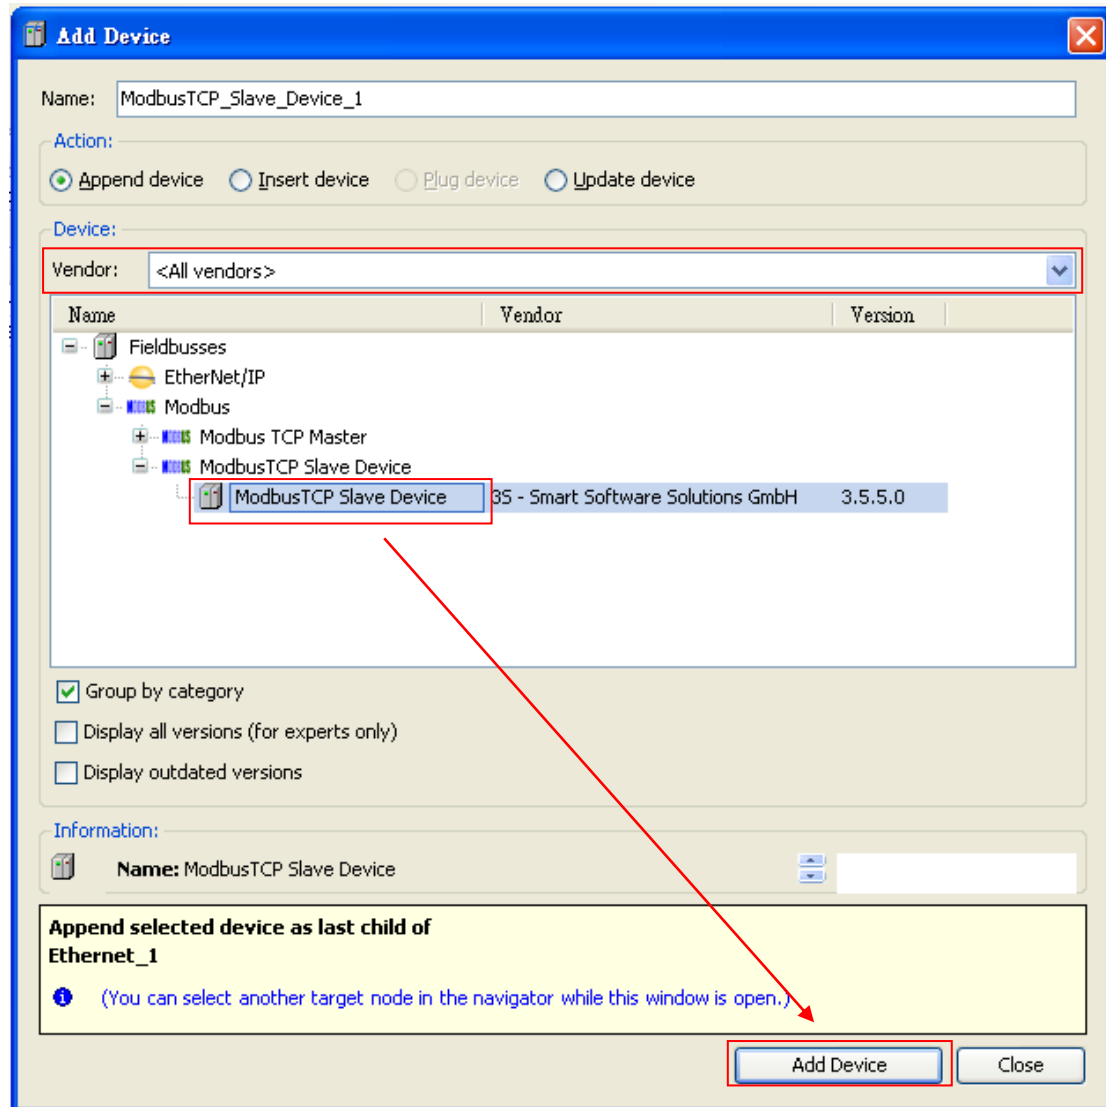 Add Device
Name: ModbusTCP_Slave_Device_1
Action:
Append device Insert device Plug device Update device
Device:
Vendor: <All vendors>
Name Vendor Version
Fieldbusses
EtherNet/IP
MODBUS Modbus
MODBUS Modbus TCP Master
MODBUS ModbusTCP Slave Device
ModbusTCP Slave Device 3S - Smart Software Solutions GmbH 3.5.5.0
Group by category
Display all versions (for experts only)
Display outdated versions
Information:
Name: ModbusTCP Slave Device
Append selected device as last child of
Ethernet_1
(You can select another target node in the navigator while this window is open.)
Add Device Close